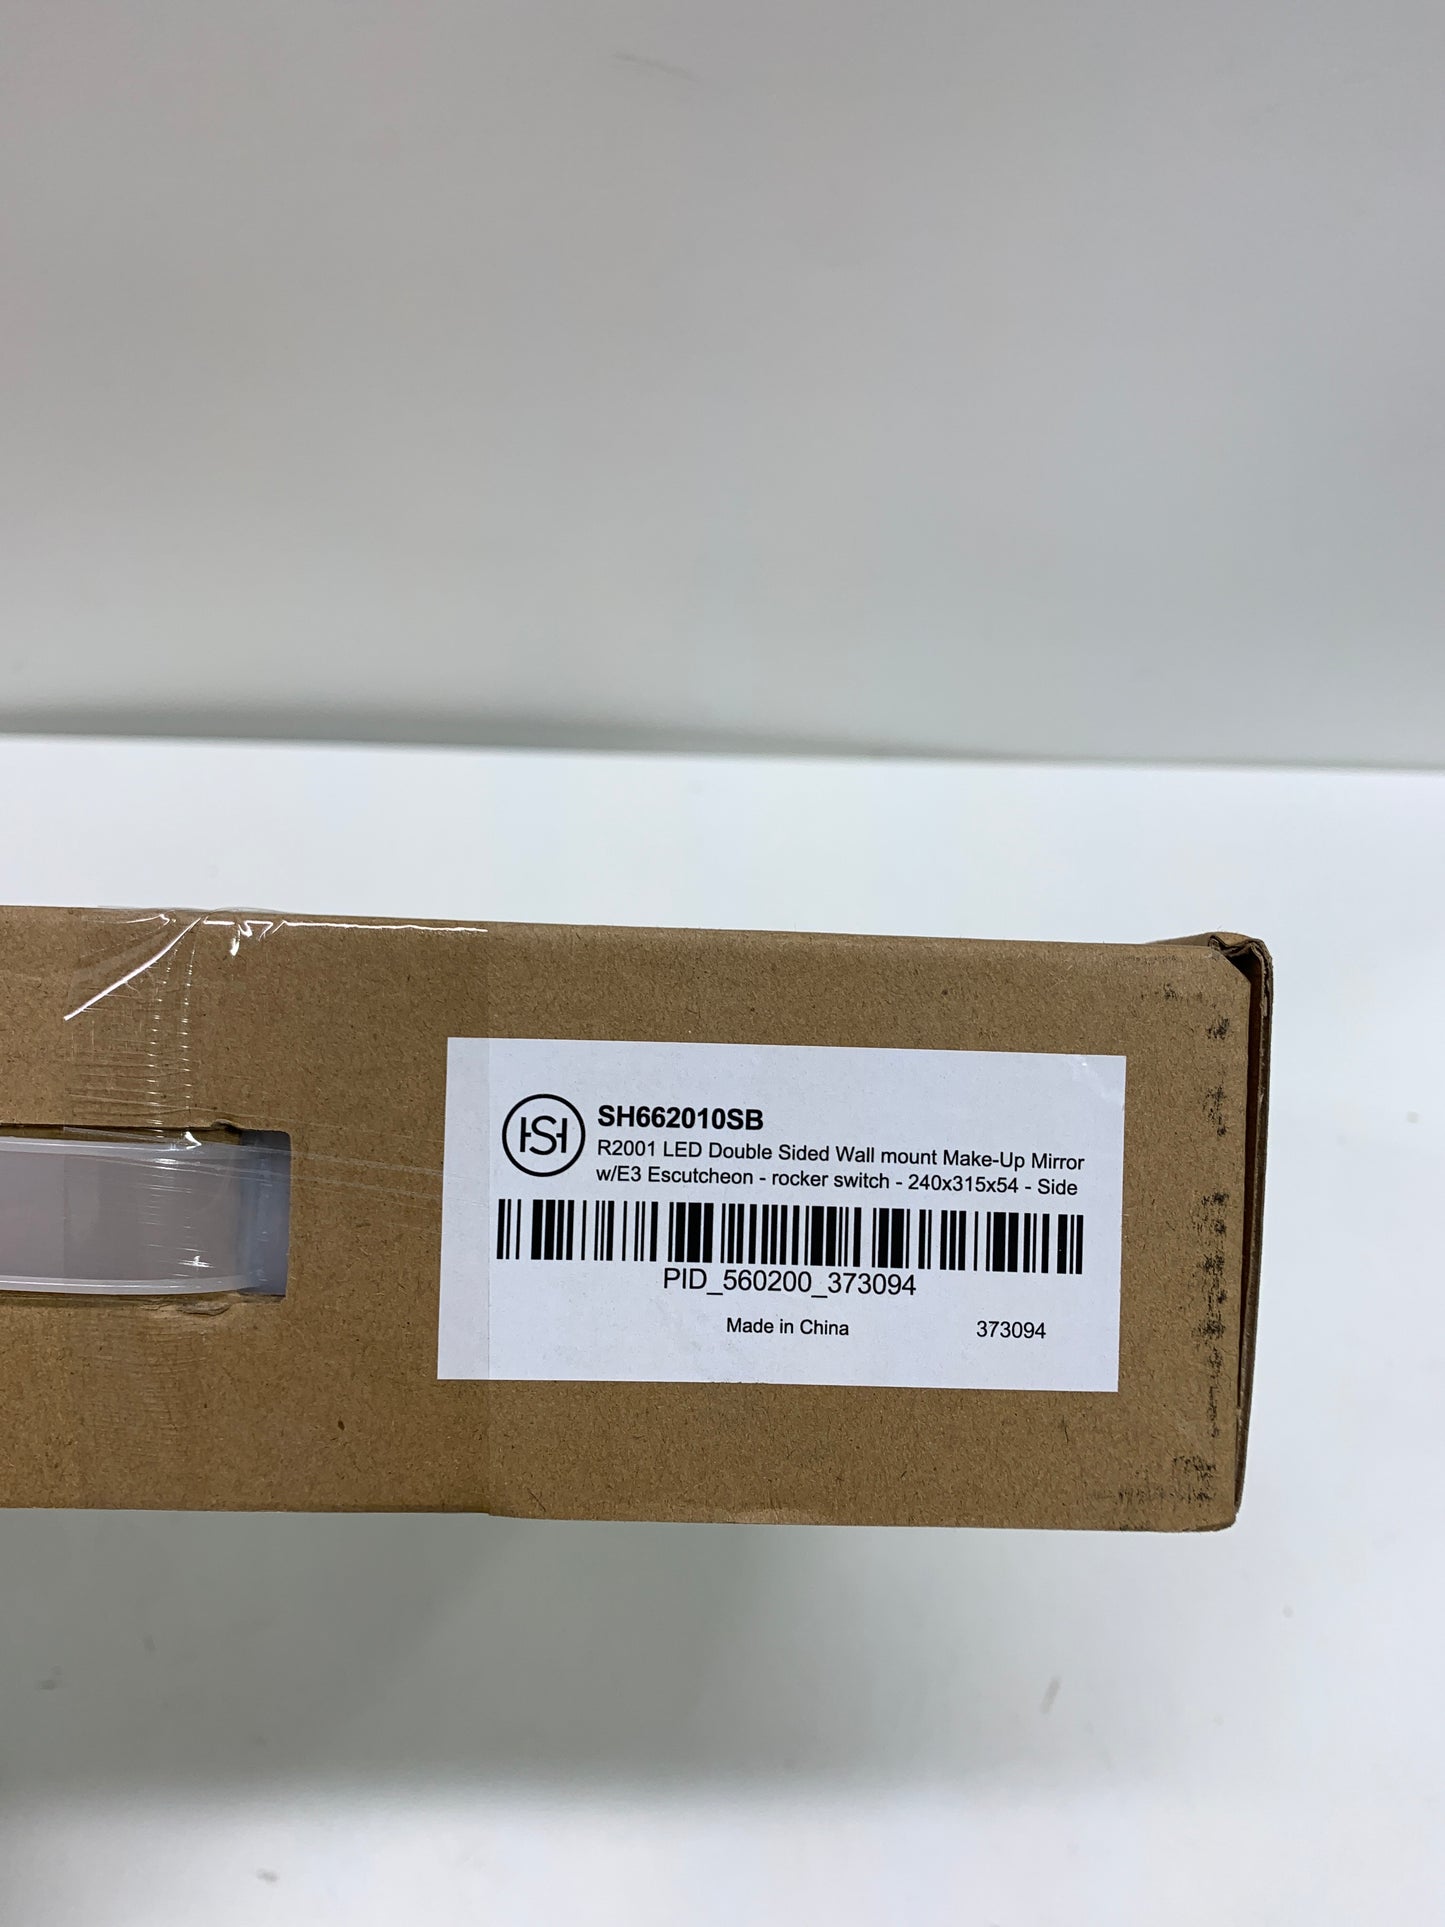 HSH
SH662010SB
R2001 LED Double Sided Wall mount Make-Up Mirror
w/E3 Escutcheon - rocker switch - 240x315x54 - Side
PID_560200_373094
Made in China 373094